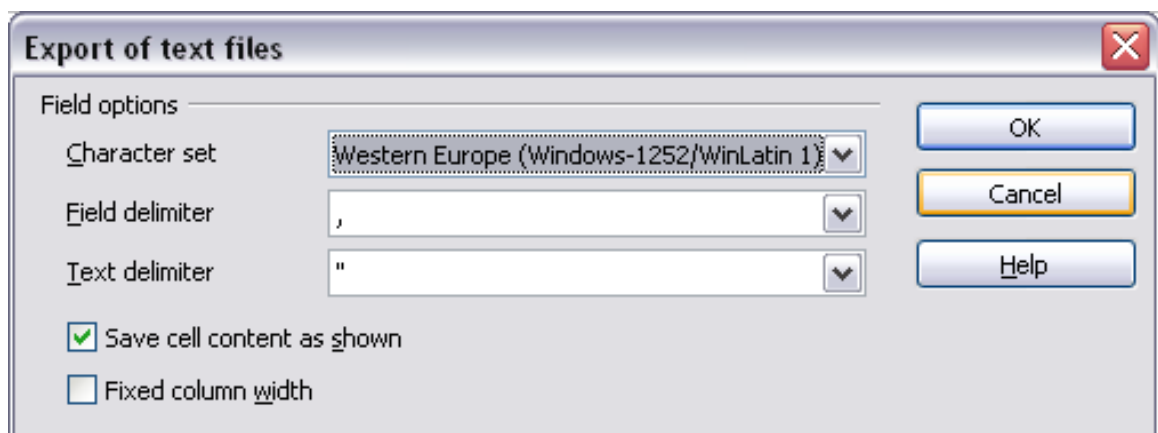 Export of text files
Field options
OK
Character set
Western Europe (Windows-1252/WinLatin 1)
Cancel
Field delimiter
,
Text delimiter
"
Help
Save cell content as shown
Fixed column width